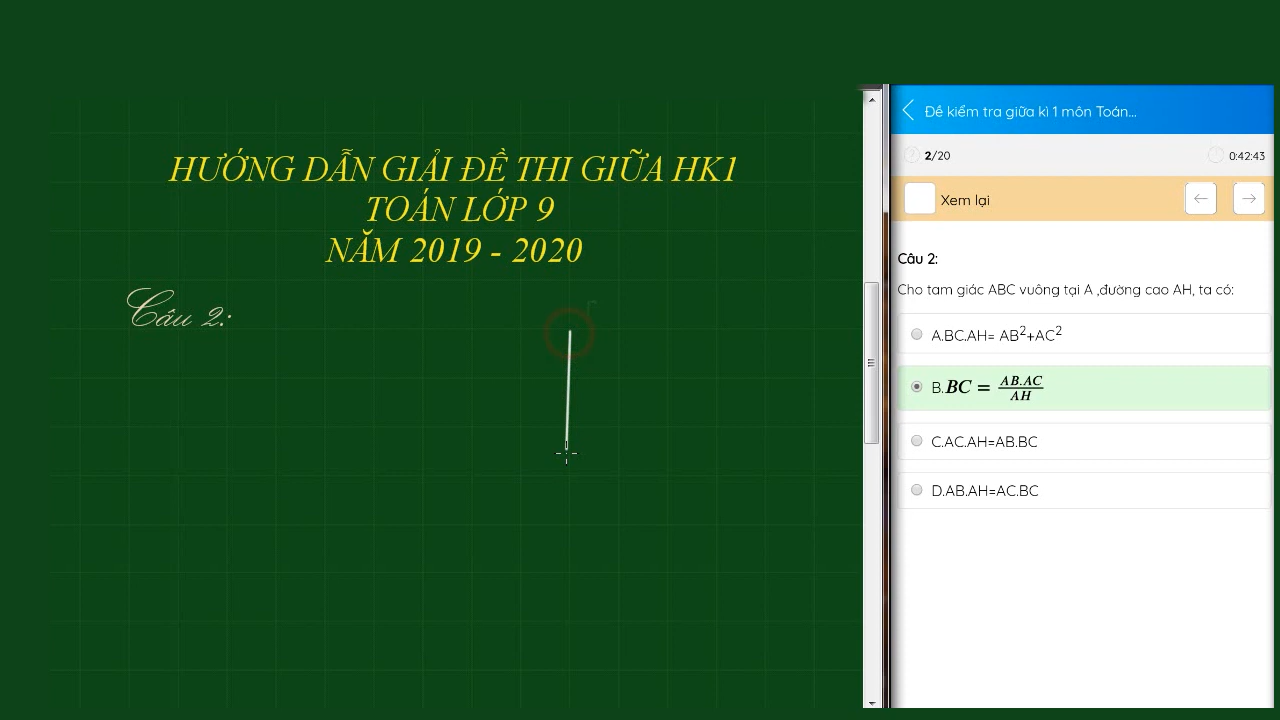 HƯỚNG DẪN GIẢI ĐỀ THI GIỮA HK1
TOÁN LỚP 9
NĂM 2019 - 2020
Câu 2:
Đề kiểm tra giữa kì 1 môn Toán...
2/20
0:42:43
Xem lại
Câu 2:
Cho tam giác ABC vuông tại A ,đường cao AH, ta có:
A.BC.AH= AB²+AC²
B.BC = AB.AC/AH
C.AC.AH=AB.BC
D.AB.AH=AC.BC